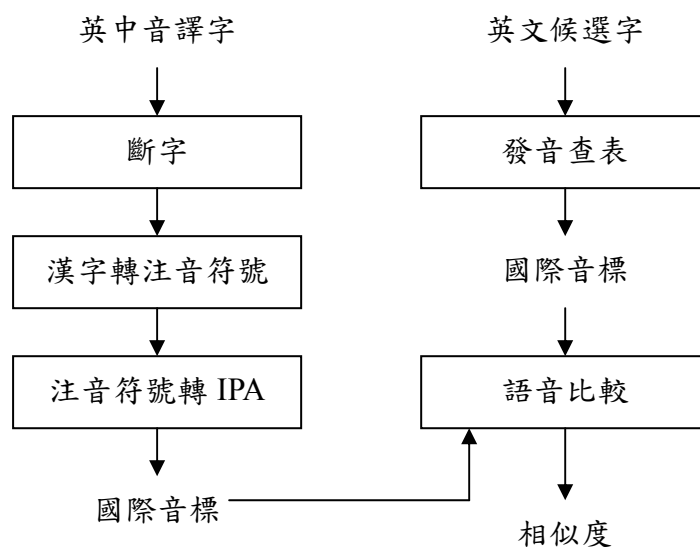 英中音譯字
斷字
漢字轉注音符號
注音符號轉 IPA
國際音標
英文候選字
發音查表
國際音標
語音比較
相似度